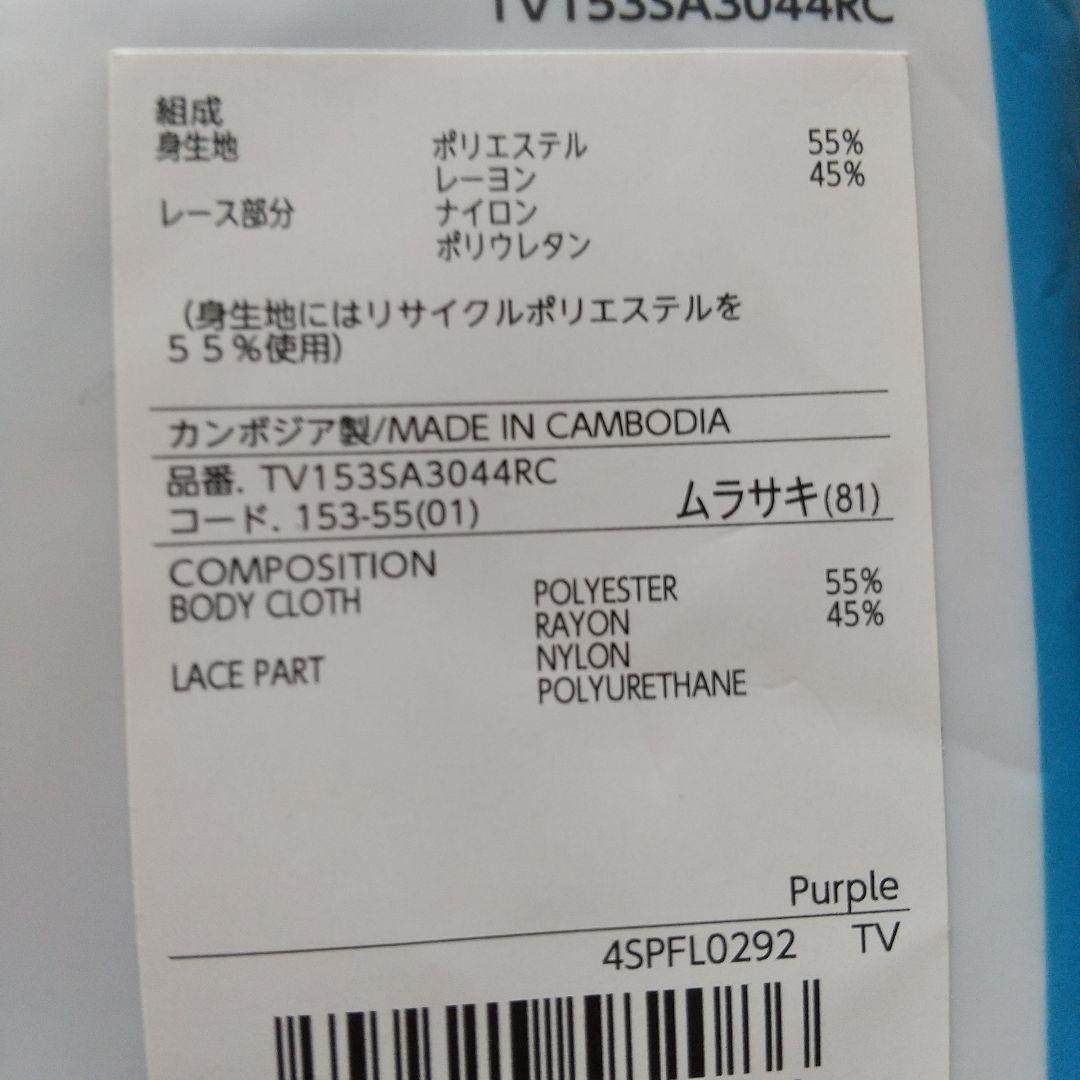 TV153SA3044RC
組成
身生地 ポリエステル 55%
レーヨン 45%
レース部分 ナイロン
ポリウレタン
(身生地にはリサイクルポリエステルを
55%使用)
カンボジア製/MADE IN CAMBODIA
品番. TV153SA3044RC
コード. 153-55(01) ムラサキ(81)
COMPOSITION
BODY CLOTH POLYESTER 55%
RAYON 45%
LACE PART NYLON
POLYURETHANE
Purple
4SPFL0292 TV